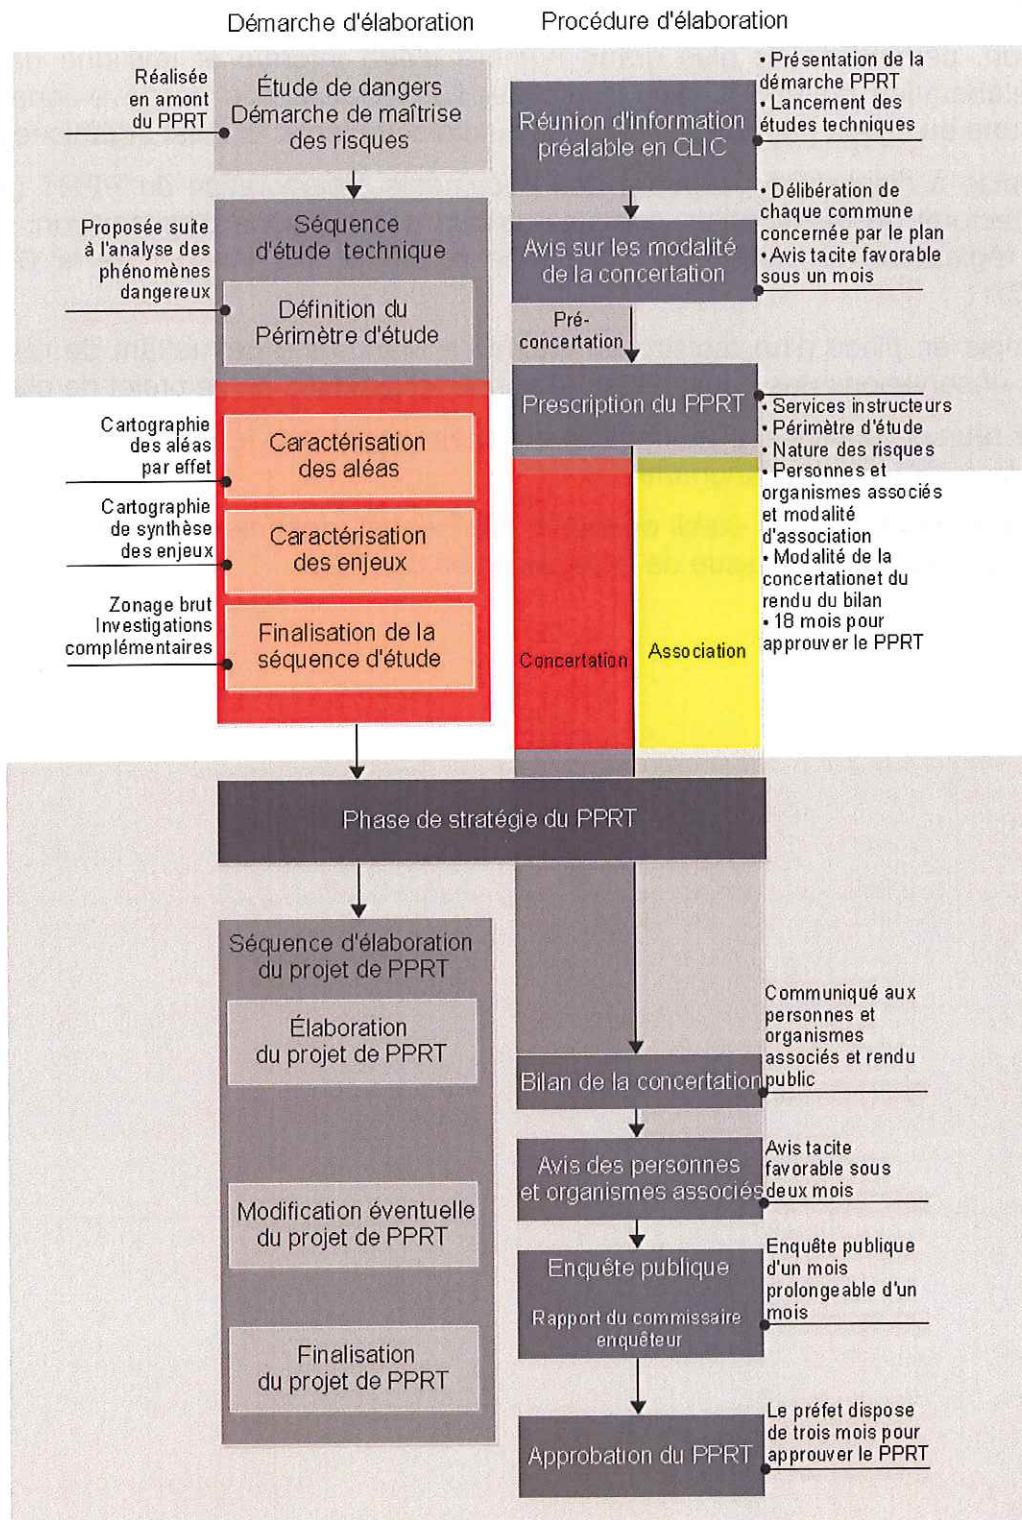 Démarche d'élaboration
Procédure d'élaboration
Réalisée
en amont
du PPRT
Étude de dangers
Démarche de maîtrise
des risques
Réunion d'information
préalable en CLIC
• Présentation de la
démarche PPRT
• Lancement des
études techniques
Proposée suite
à l'analyse des
phénomènes
dangereux
Séquence
d'étude technique
Définition du
Périmètre d'étude
Avis sur les modalité
de la concertation
• Délibération de
chaque commune
concernée par le plan
• Avis tacite favorable
sous un mois
Pré-
concertation
Prescription du PPRT
• Services instructeurs
• Périmètre d'étude
• Nature des risques
• Personnes et
organismes associés
et modalité
d'association
• Modalité de la
concertationet du
rendu du bilan
• 18 mois pour
approuver le PPRT
Cartographie
des aléas
par effet
Caractérisation
des aléas
Cartographie
de synthèse
des enjeux
Caractérisation
des enjeux
Zonage brut
Investigations
complémentaires
Finalisation de la
séquence d'étude
Concertation
Association
Phase de stratégie du PPRT
Séquence d'élaboration
du projet de PPRT
Élaboration
du projet de PPRT
Modification éventuelle
du projet de PPRT
Finalisation
du projet de PPRT
Bilan de la concertation
Communiqué aux
personnes et
organismes
associés et rendu
public
Avis des personnes
et organismes associés
Avis tacite
favorable sous
deux mois
Enquête publique
Rapport du commissaire
enquêteur
Enquête publique
d'un mois
prolongeable d'un
mois
Approbation du PPRT
Le préfet dispose
de trois mois pour
approuver le PPRT